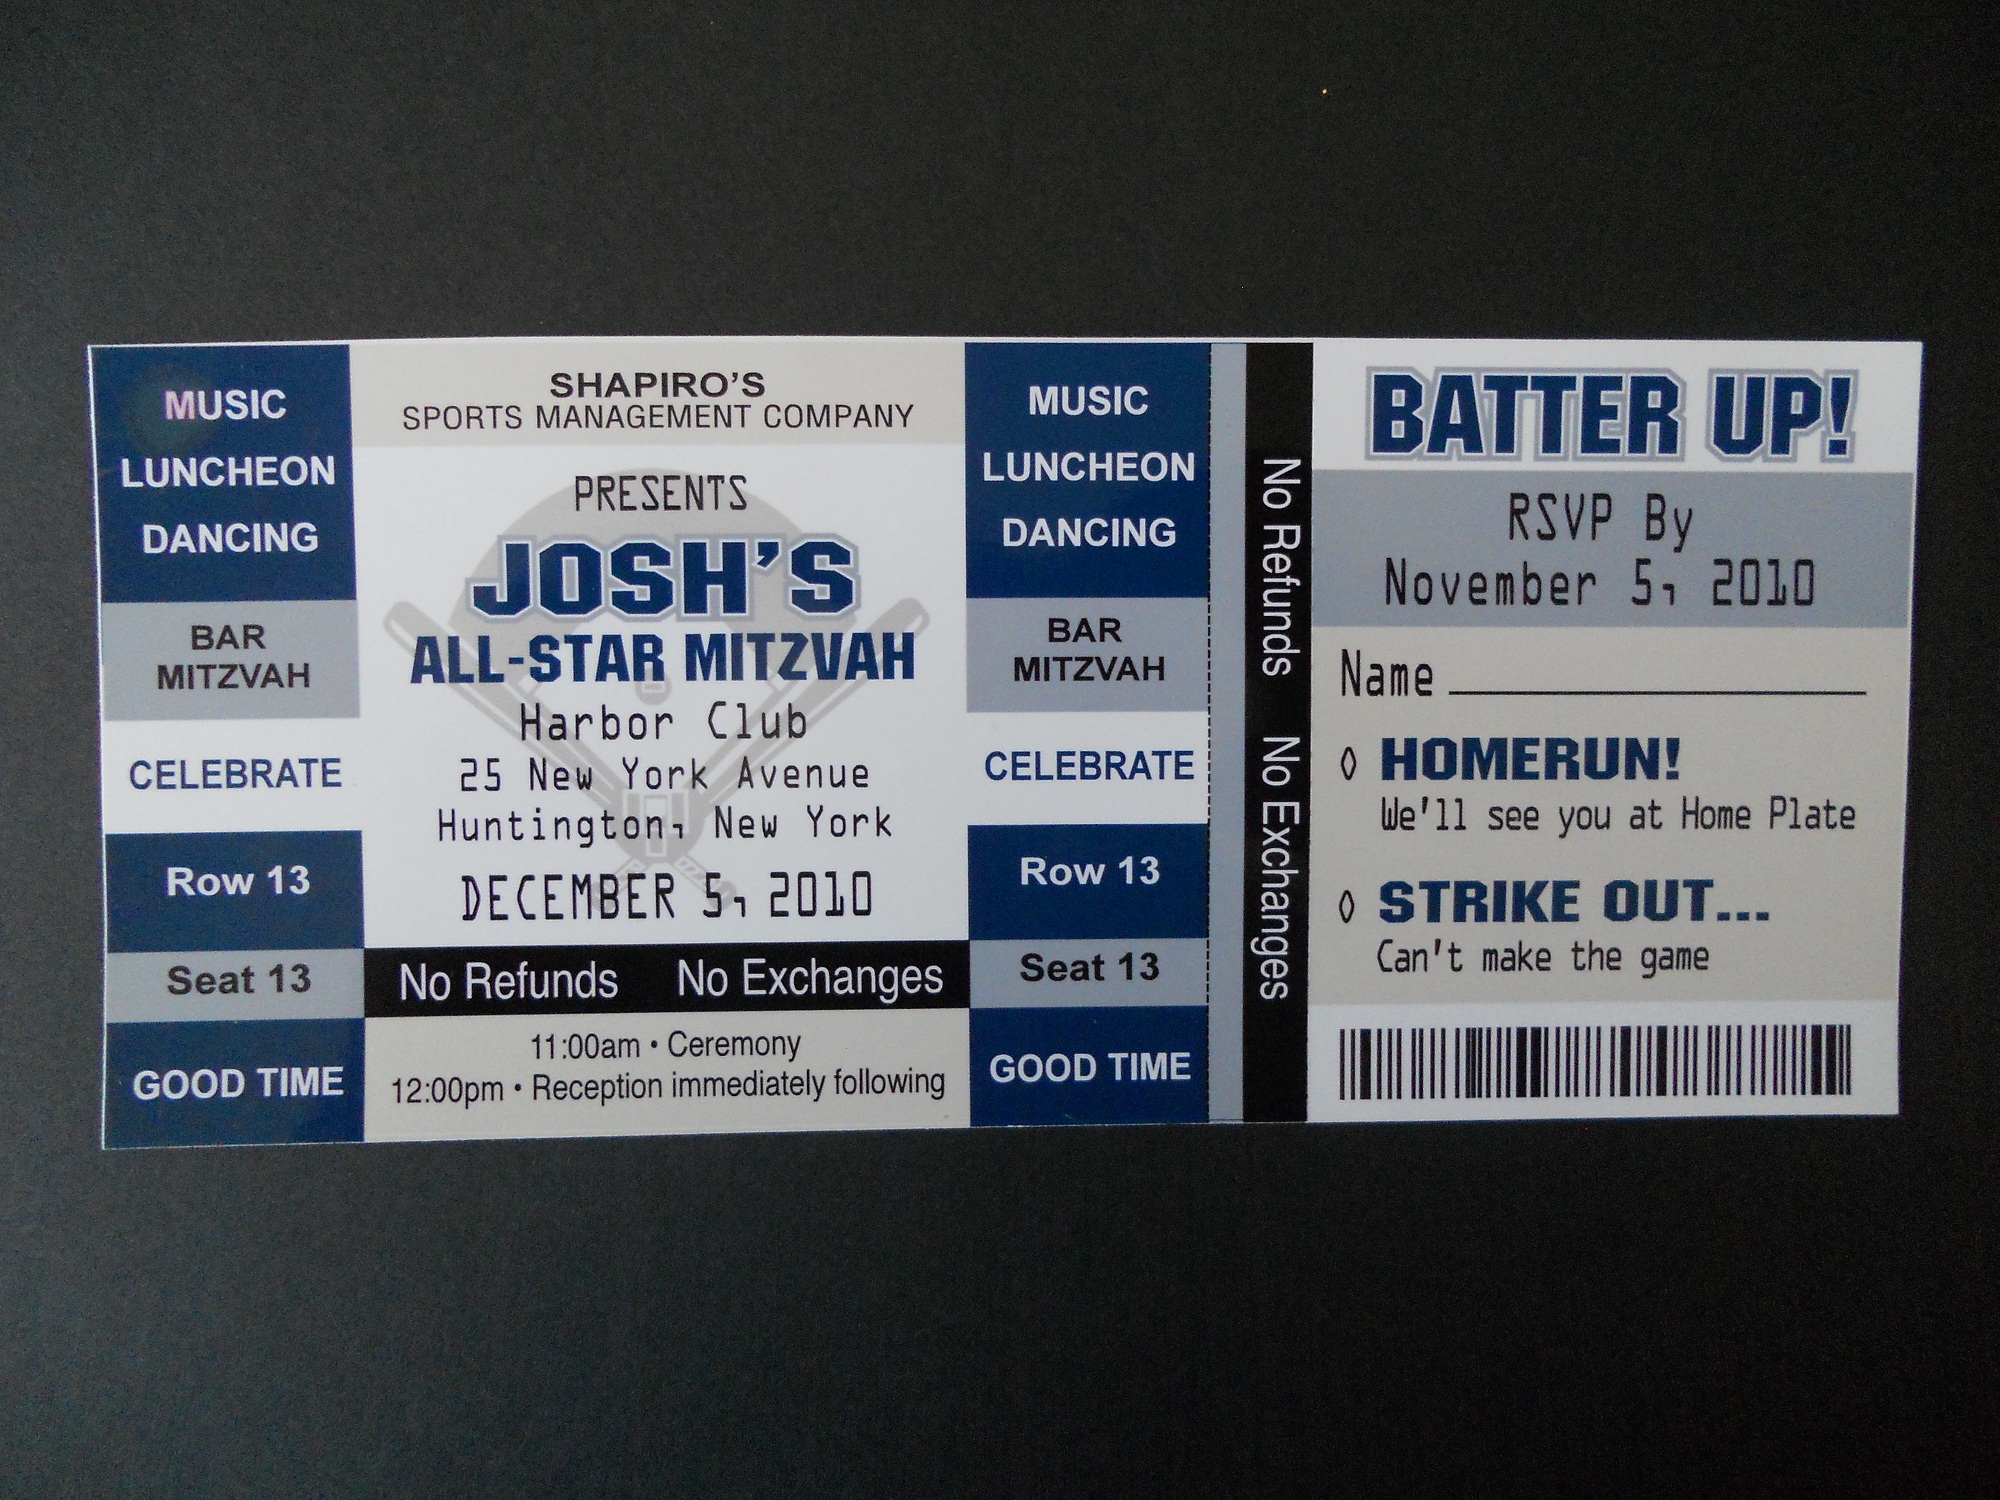 MUSIC
LUNCHEON
DANCING
BAR
MITZVAH
CELEBRATE
Row 13
Seat 13
GOOD TIME
SHAPIRO'S
SPORTS MANAGEMENT COMPANY
PRESENTS
JOSH'S
ALL-STAR MITZVAH
Harbor Club
25 New York Avenue
Huntington, New York
DECEMBER 5, 2010
No Refunds No Exchanges
11:00am • Ceremony
12:00pm • Reception immediately following
MUSIC
LUNCHEON
DANCING
BAR
MITZVAH
CELEBRATE
Row 13
Seat 13
GOOD TIME
No Refunds No Exchanges
BATTER UP!
RSVP By
November 5, 2010
Name
HOMERUN!
We'll see you at Home Plate
STRIKE OUT...
Can't make the game